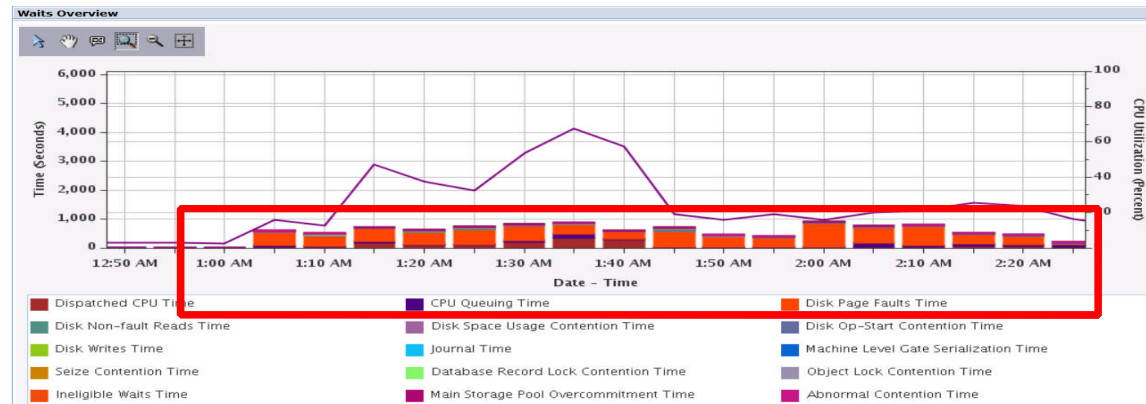 Waits Overview
6,000
5,000
4,000
3,000
2,000
1,000
0
Time (Seconds)
100
80
60
40
20
0
CPU Utilization (Percent)
12:50 AM 1:00 AM 1:10 AM 1:20 AM 1:30 AM 1:40 AM 1:50 AM 2:00 AM 2:10 AM 2:20 AM
Date - Time
Dispatched CPU Time CPU Queuing Time Disk Page Faults Time
Disk Non-fault Reads Time Disk Space Usage Contention Time Disk Op-Start Contention Time
Disk Writes Time Journal Time Machine Level Gate Serialization Time
Seize Contention Time Database Record Lock Contention Time Object Lock Contention Time
Ineligible Waits Time Main Storage Pool Overcommitment Time Abnormal Contention Time